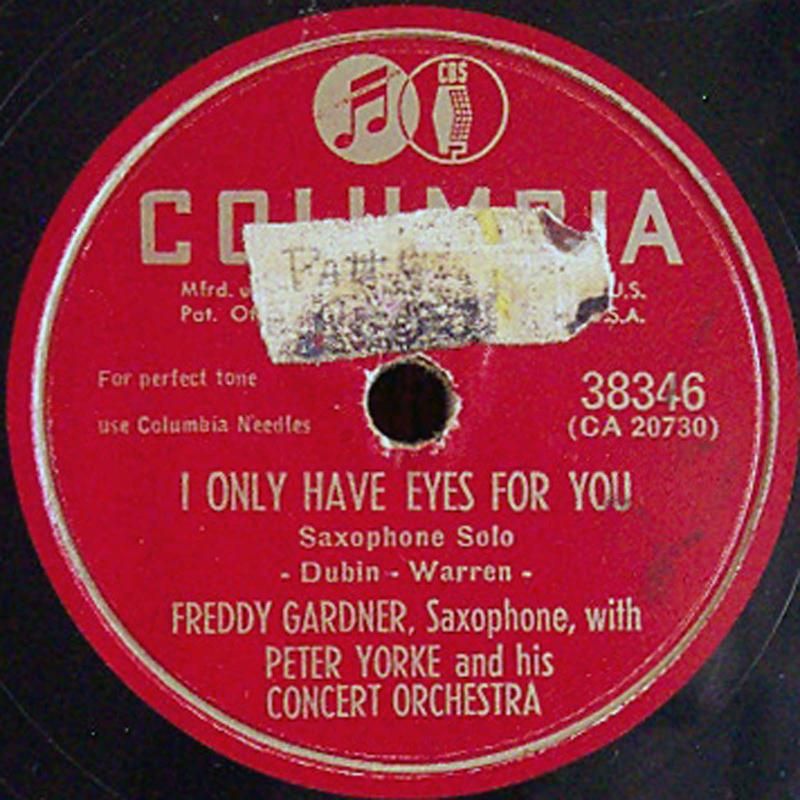 CBS
COLUMBIA
Mfrd. U.S.
Pat. S.A.
For perfect tone
use Columbia Needles
38346
(CA 20730)
I ONLY HAVE EYES FOR YOU
Saxophone Solo
- Dubin - Warren -
FREDDY GARDNER, Saxophone, with
PETER YORKE and his
CONCERT ORCHESTRA